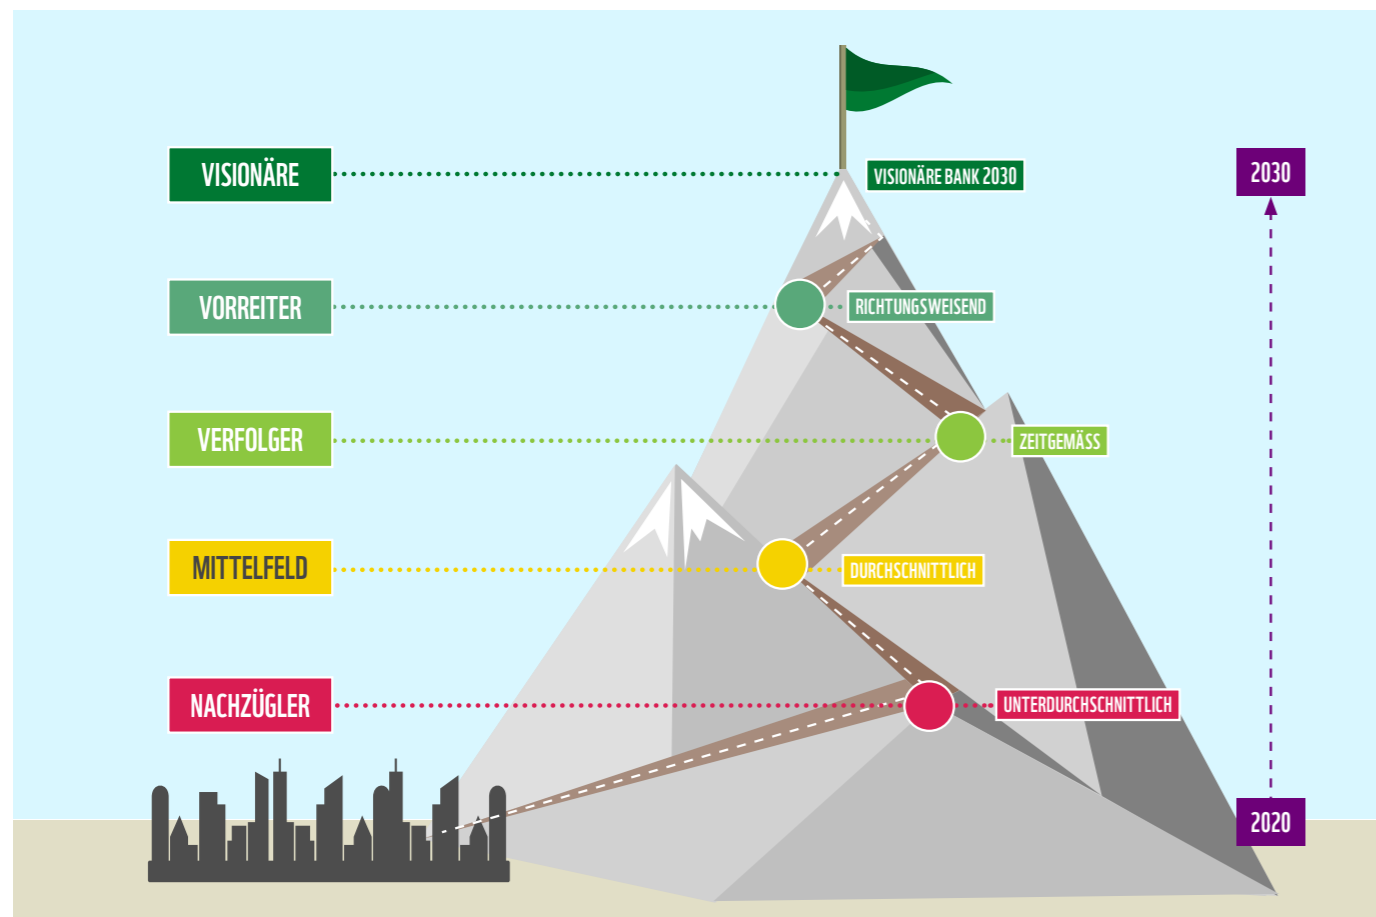 VISIONÄRE
VISIONÄRE BANK 2030
2030
VORREITER
RICHTUNGSWEISEND
VERFOLGER
ZEITGEMÄSS
MITTELFELD
DURCHSCHNITTLICH
NACHZÜGLER
UNTERDURCHSCHNITTLICH
2020